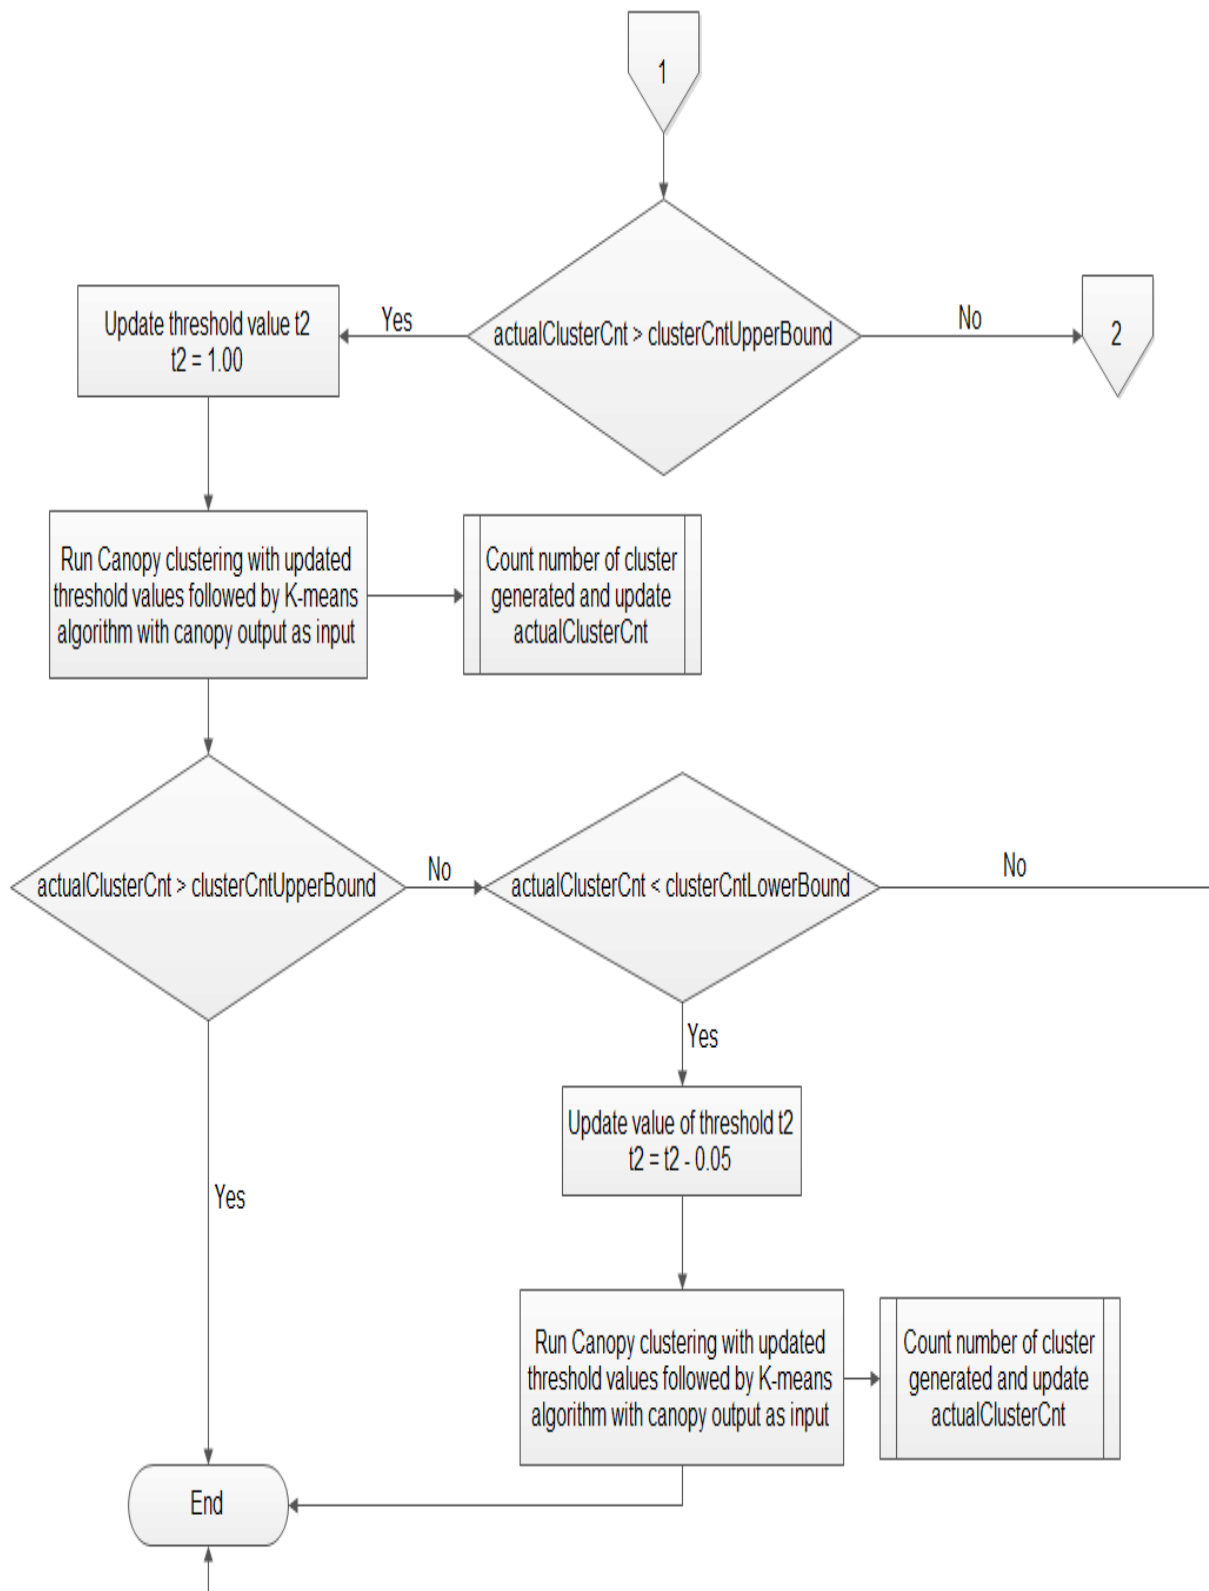 1
actualClusterCnt > clusterCntUpperBound
Yes
No
2
Update threshold value t2
t2 = 1.00
Run Canopy clustering with updated
threshold values followed by K-means
algorithm with canopy output as input
Count number of cluster
generated and update
actualClusterCnt
actualClusterCnt > clusterCntUpperBound
No
actualClusterCnt < clusterCntLowerBound
No
Yes
Update value of threshold t2
t2 = t2 - 0.05
Yes
Run Canopy clustering with updated
threshold values followed by K-means
algorithm with canopy output as input
Count number of cluster
generated and update
actualClusterCnt
End